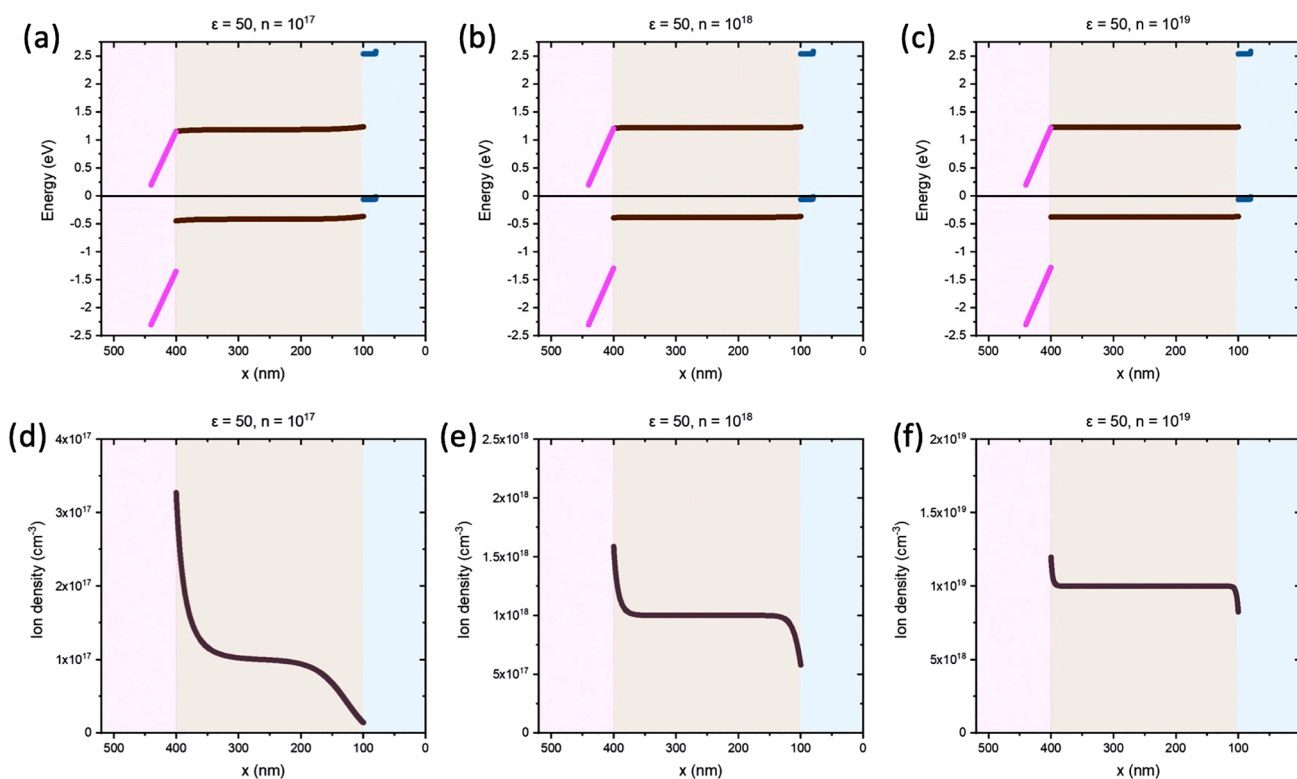 (a)
ε = 50, n = 10¹⁷
2.5
2
1.5
1
0.5
0
-0.5
-1
-1.5
-2
-2.5
Energy (eV)
500 400 300 200 100 0
x (nm)
(b)
ε = 50, n = 10¹⁸
2.5
2
1.5
1
0.5
0
-0.5
-1
-1.5
-2
-2.5
Energy (eV)
500 400 300 200 100 0
x (nm)
(c)
ε = 50, n = 10¹⁹
2.5
2
1.5
1
0.5
0
-0.5
-1
-1.5
-2
-2.5
Energy (eV)
500 400 300 200 100
x (nm)
(d)
ε = 50, n = 10¹⁷
4x10¹⁷
3x10¹⁷
2x10¹⁷
1x10¹⁷
0
Ion density (cm⁻³)
500 400 300 200 100 0
x (nm)
(e)
ε = 50, n = 10¹⁸
2.5x10¹⁸
2x10¹⁸
1.5x10¹⁸
1x10¹⁸
5x10¹⁷
0
Ion density (cm⁻³)
500 400 300 200 100 0
x (nm)
(f)
ε = 50, n = 10¹⁹
2x10¹⁹
1.5x10¹⁹
1x10¹⁹
5x10¹⁸
0
Ion density (cm⁻³)
500 400 300 200 100
x (nm)